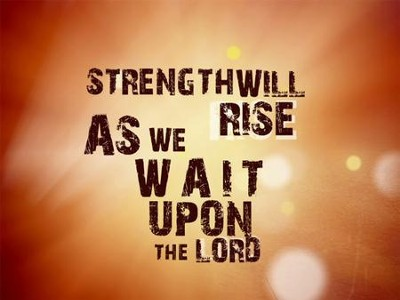 STRENGTHWILL
RISE
AS WE
WAIT
UPON
THE LORD